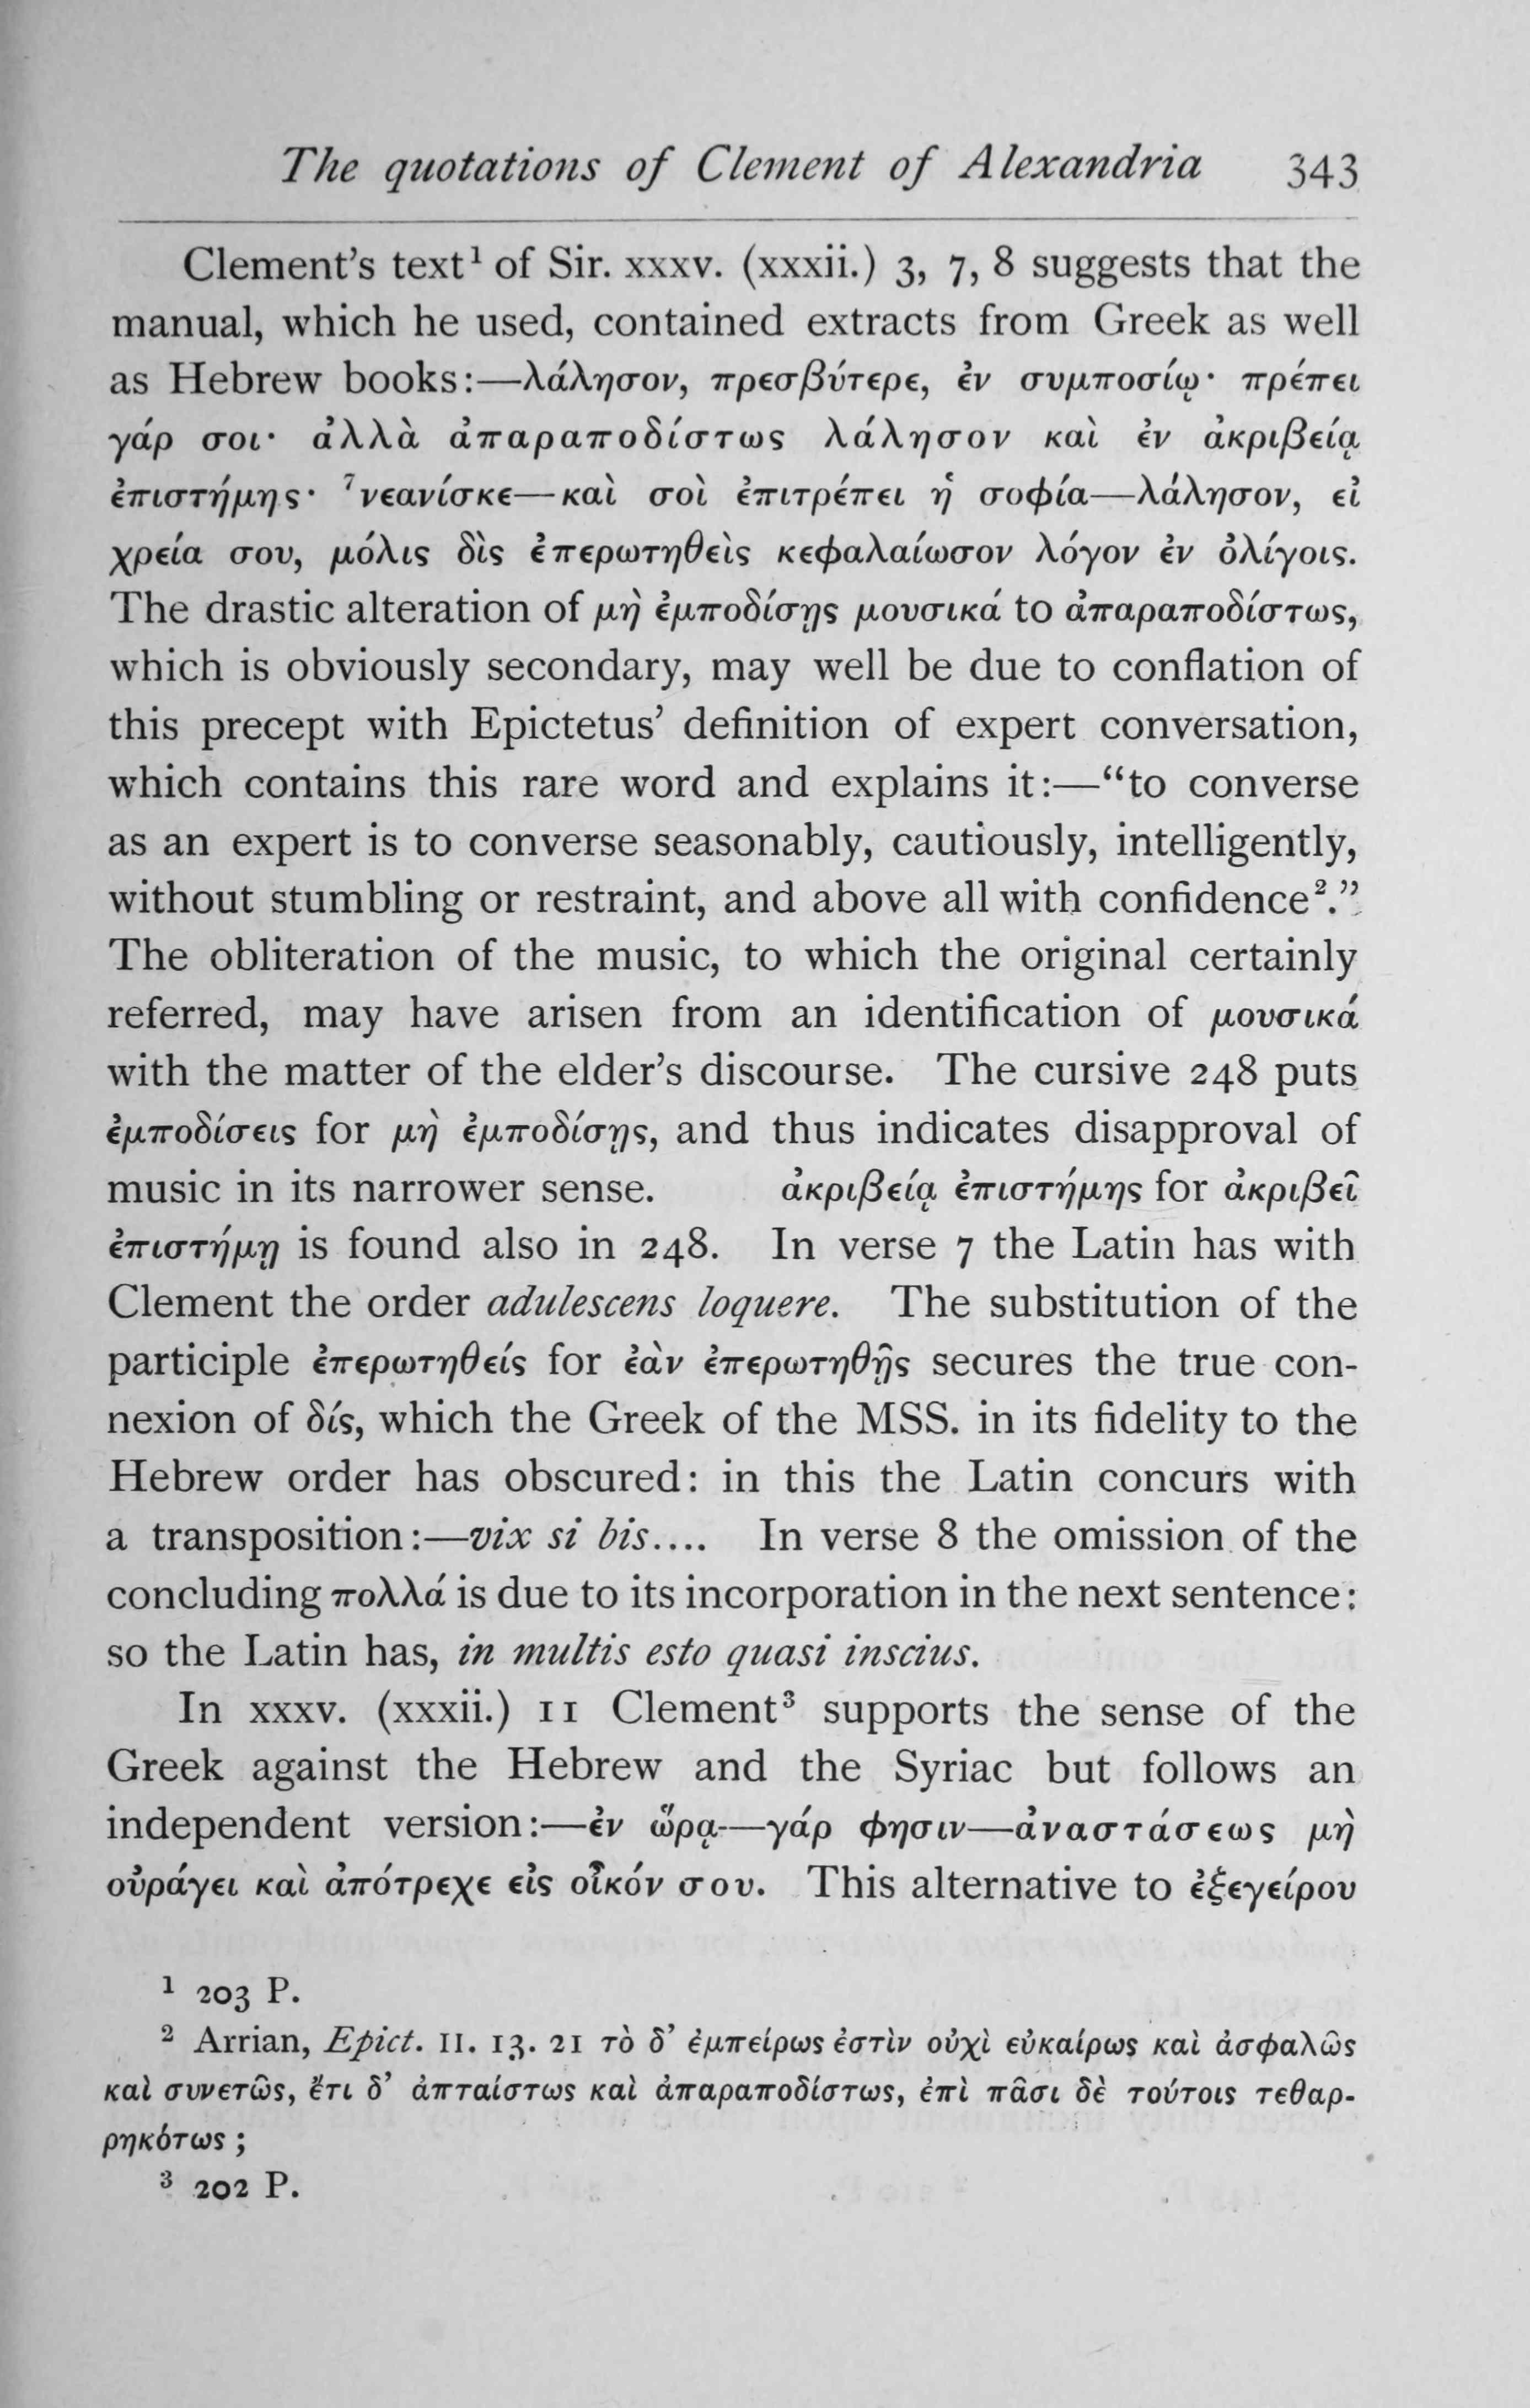 The quotations of Clement of Alexandria 343
Clement's text¹ of Sir. xxxv. (xxxii.) 3, 7, 8 suggests that the
manual, which he used, contained extracts from Greek as well
as Hebrew books:—λάλησον, πρεσβύτερε, ἐν συμποσίῳ· πρέπει
γάρ σοι· ἀλλὰ ἀπαραποδίστως λάλησον καὶ ἐν ἀκριβείᾳ
ἐπιστήμης· ⁷νεανίσκε—καὶ σοὶ ἐπιτρέπει ἡ σοφία—λάλησον, εἰ
χρεία σου, μόλις δὶς ἐπερωτηθεὶς κεφαλαίωσον λόγον ἐν ὀλίγοις.
The drastic alteration of μὴ ἐμποδίσῃς μουσικά to ἀπαραποδίστως,
which is obviously secondary, may well be due to conflation of
this precept with Epictetus' definition of expert conversation,
which contains this rare word and explains it:—"to converse
as an expert is to converse seasonably, cautiously, intelligently,
without stumbling or restraint, and above all with confidence²."
The obliteration of the music, to which the original certainly
referred, may have arisen from an identification of μουσικά
with the matter of the elder's discourse. The cursive 248 puts
ἐμποδίσεις for μὴ ἐμποδίσῃς, and thus indicates disapproval of
music in its narrower sense. ἀκριβείᾳ ἐπιστήμης for ἀκριβεῖ
ἐπιστήμῃ is found also in 248. In verse 7 the Latin has with
Clement the order adulescens loquere. The substitution of the
participle ἐπερωτηθείς for ἐὰν ἐπερωτηθῇς secures the true con-
nexion of δίς, which the Greek of the MSS. in its fidelity to the
Hebrew order has obscured: in this the Latin concurs with
a transposition:—vix si bis.... In verse 8 the omission of the
concluding πολλά is due to its incorporation in the next sentence:
so the Latin has, in multis esto quasi inscius.
In xxxv. (xxxii.) 11 Clement³ supports the sense of the
Greek against the Hebrew and the Syriac but follows an
independent version:—ἐν ὥρᾳ—γάρ φησιν—ἀναστάσεως μὴ
οὐράγει καὶ ἀπότρεχε εἰς οἶκόν σου. This alternative to ἐξεγείρου
¹ 203 P.
² Arrian, Epict. II. 13. 21 τὸ δ' ἐμπείρως ἐστὶν οὐχὶ εὐκαίρως καὶ ἀσφαλῶς
καὶ συνετῶς, ἔτι δ' ἀπταίστως καὶ ἀπαραποδίστως, ἐπὶ πᾶσι δὲ τούτοις τεθαρ-
ρηκότως ;
³ 202 P.